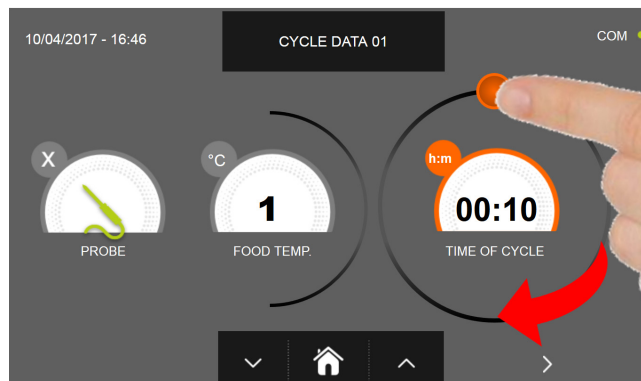 10/04/2017 - 16:46
CYCLE DATA 01
COM
X
°C
h:m
1
00:10
PROBE
FOOD TEMP.
TIME OF CYCLE